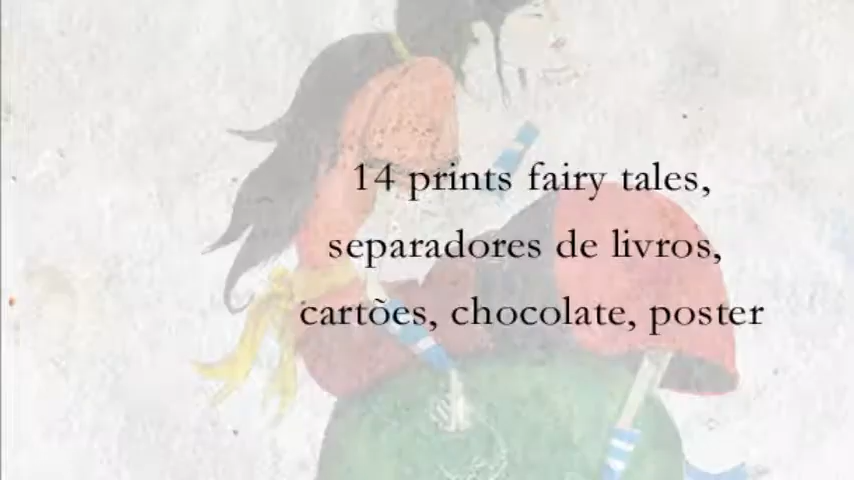 14 prints fairy tales,
separadores de livros,
cartões, chocolate, poster